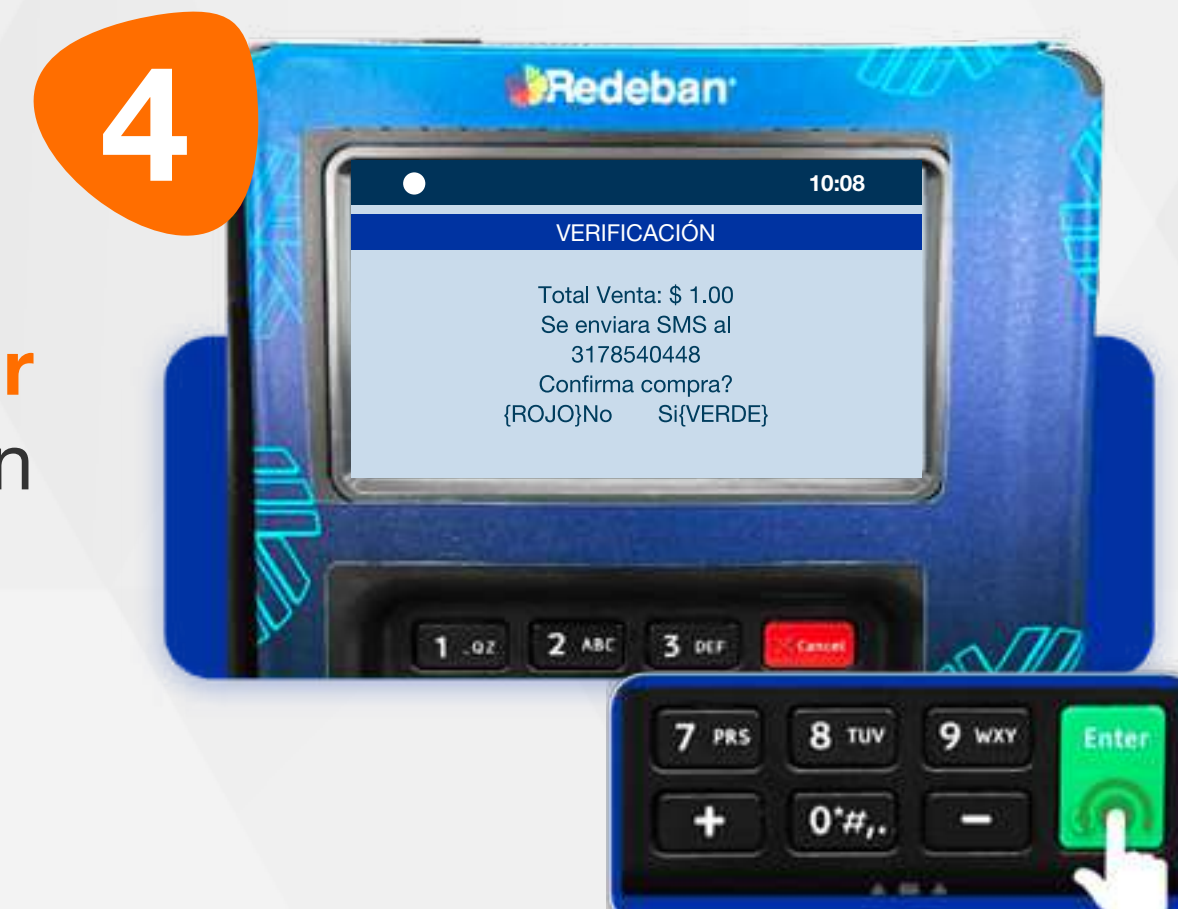 4
Redeban
10:08
VERIFICACIÓN
Total Venta: $ 1.00
Se enviara SMS al
3178540448
Confirma compra?
{ROJO}No Si{VERDE}
r
n
1 .QZ 2 ABC 3 DEF Cancel
7 PRS 8 TUV 9 WXY Enter
+ 0*#,. -